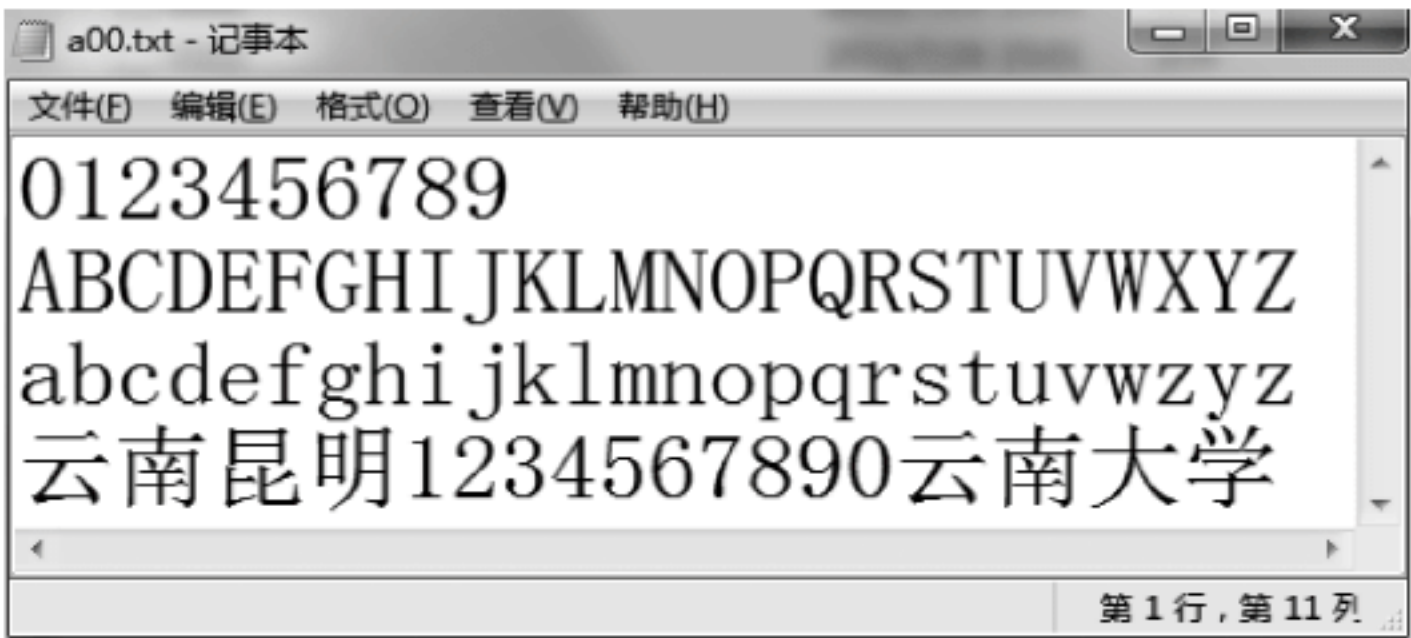 a00.txt - 记事本
文件(F) 编辑(E) 格式(O) 查看(V) 帮助(H)
0123456789
ABCDEFGHIJKLMNOPQRSTUVWXYZ
abcdefghijklmnopqrstuvwzyz
云南昆明1234567890云南大学
第 1 行，第 11 列